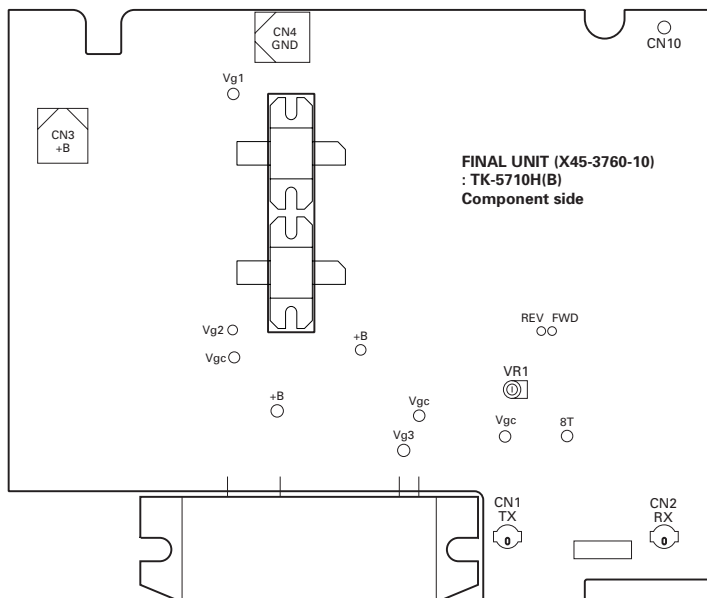 CN4
GND
CN10
Vg1
CN3
+B
FINAL UNIT (X45-3760-10)
: TK-5710H(B)
Component side
REV FWD
Vg2
+B
Vgc
VR1
+B
Vgc
Vgc
8T
Vg3
CN1
TX
CN2
RX